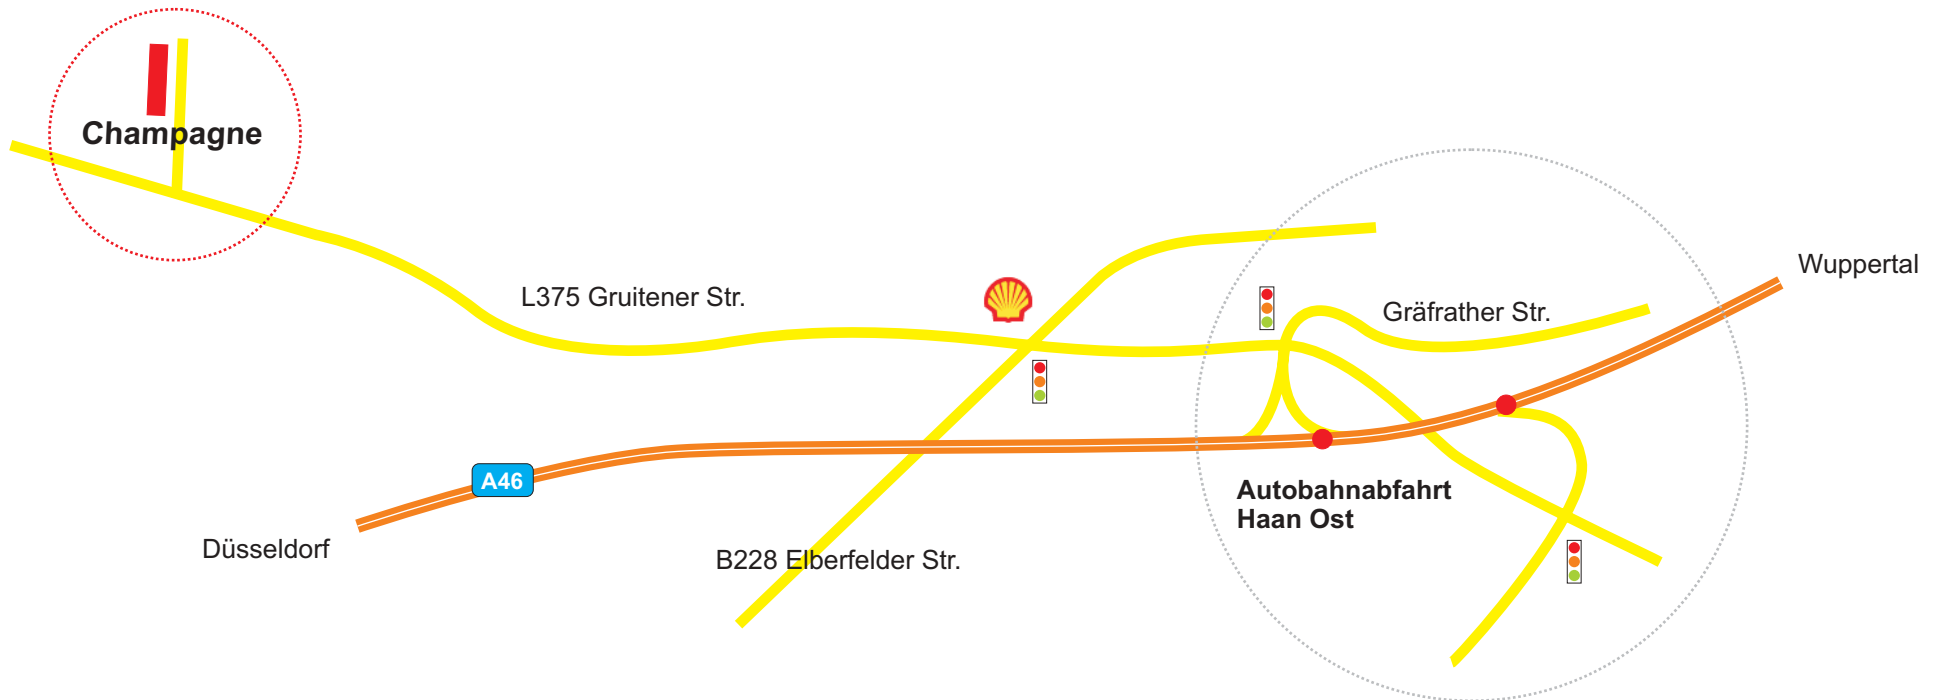 Champagne
Wuppertal
L375 Gruitener Str.
Gräfrather Str.
A46
Autobahnabfahrt
Haan Ost
Düsseldorf
B228 Elberfelder Str.